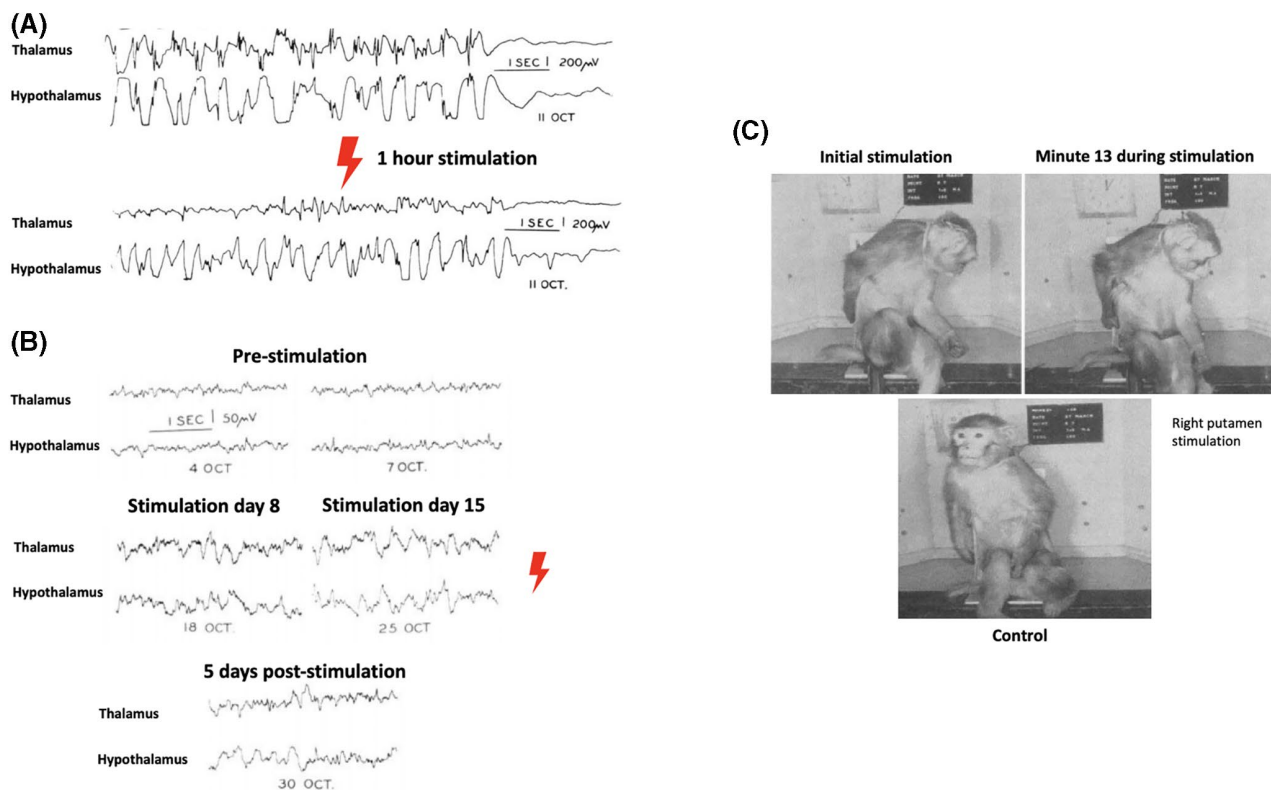 (A)
Thalamus
1 SEC 200µV
Hypothalamus
11 OCT
1 hour stimulation
Thalamus
1 SEC 200µV
Hypothalamus
11 OCT.
(B)
Pre-stimulation
Thalamus
1 SEC 50µV
Hypothalamus
4 OCT 7 OCT.
Stimulation day 8 Stimulation day 15
Thalamus
Hypothalamus
18 OCT. 25 OCT
5 days post-stimulation
Thalamus
Hypothalamus
30 OCT.
(C)
Initial stimulation Minute 13 during stimulation
Right putamen
stimulation
Control